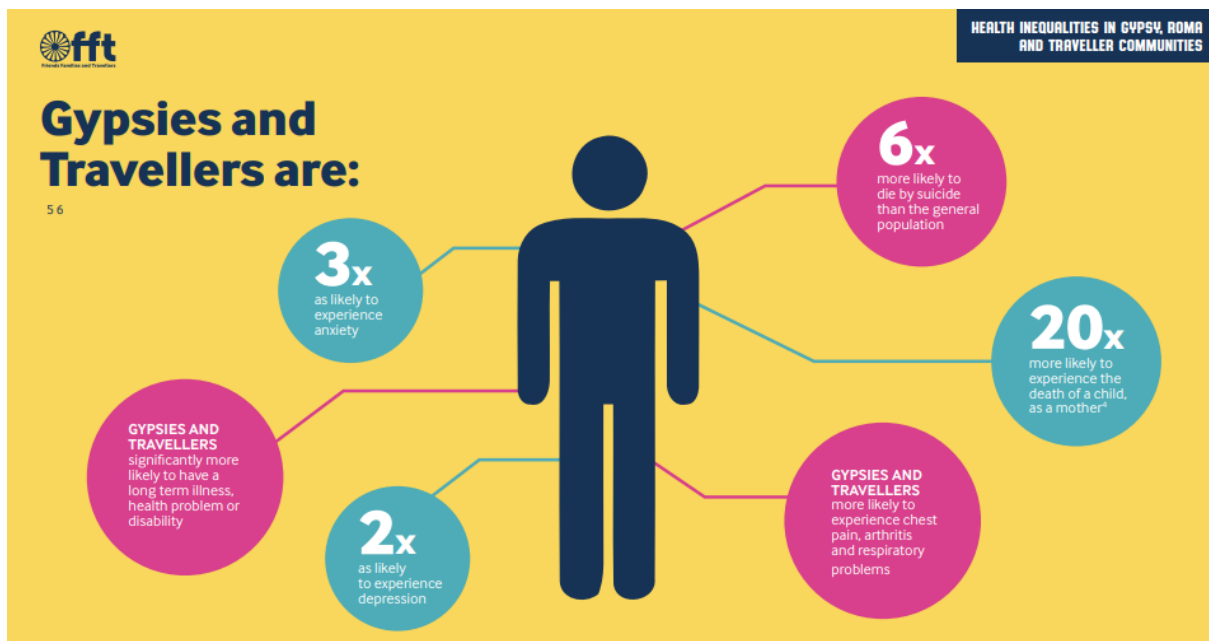 fft
Friends Families and Travellers
HEALTH INEQUALITIES IN GYPSY, ROMA
AND TRAVELLER COMMUNITIES
Gypsies and
Travellers are:
5 6
6x
more likely to
die by suicide
than the general
population
3x
as likely to
experience
anxiety
20x
more likely to
experience the
death of a child,
as a mother⁴
GYPSIES AND
TRAVELLERS
significantly more
likely to have a
long term illness,
health problem or
disability
GYPSIES AND
TRAVELLERS
more likely to
experience chest
pain, arthritis
and respiratory
problems
2x
as likely
to experience
depression